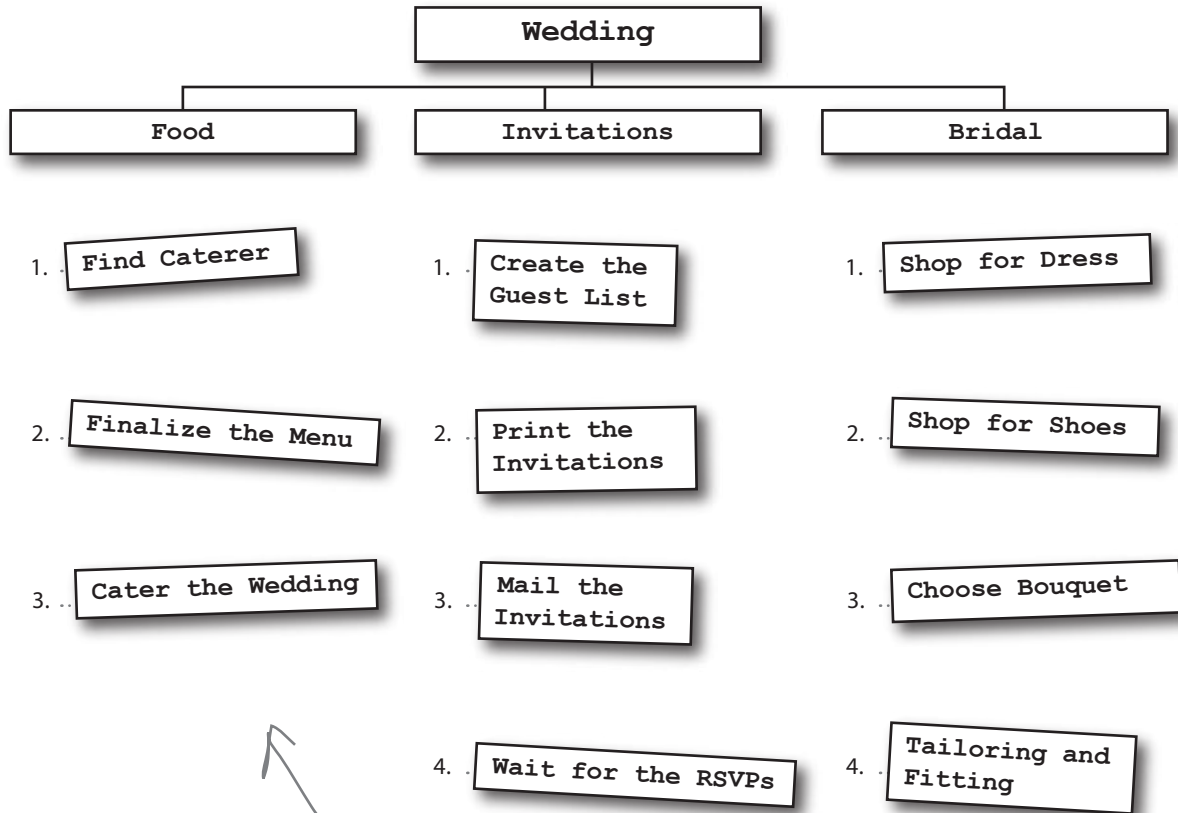 Wedding
Food
Invitations
Bridal
1. Find Caterer
2. Finalize the Menu
3. Cater the Wedding
1. Create the
Guest List
2. Print the
Invitations
3. Mail the
Invitations
4. Wait for the RSVPs
1. Shop for Dress
2. Shop for Shoes
3. Choose Bouquet
4. Tailoring and
Fitting